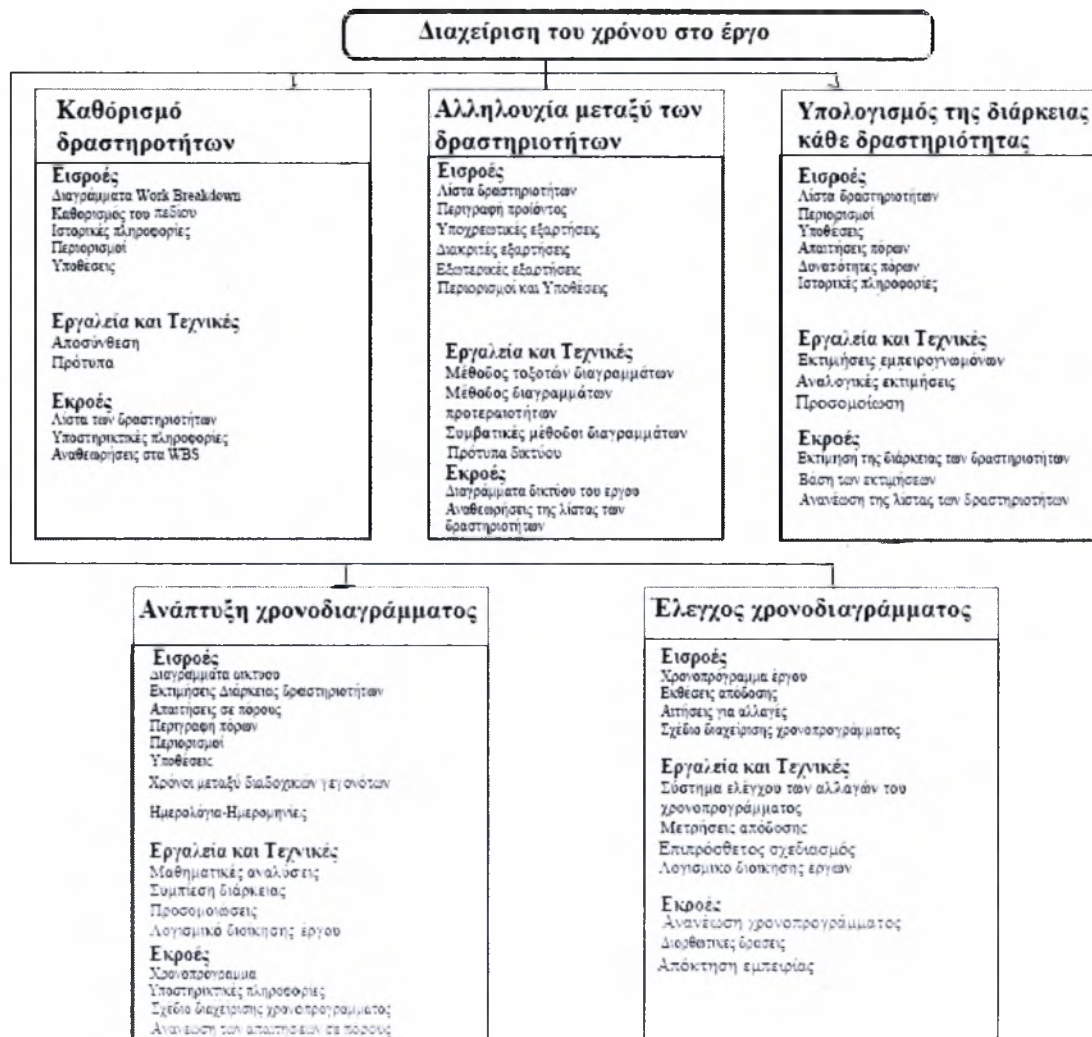 Διαχείριση του χρόνου στο έργο
Καθόρισμό
δραστηροτήτων
Εισροές
Διαγράμματα Work Breakdown
Καθορισμός του πεδίου
Ιστορικές πληροφορίες
Περιορισμοί
Υποθέσεις
Εργαλεία και Τεχνικές
Αποσύνθεση
Πρότυπα
Εκροές
Λίστα των δραστηριοτήτων
Υποστηρικτικές πληροφορίες
Αναθεωρήσεις στα WBS
Αλληλουχία μεταξύ των
δραστηριοτήτων
Εισροές
Λίστα δραστηριοτήτων
Περιγραφή προϊόντος
Υποχρεωτικές εξαρτήσεις
Διακριτές εξαρτήσεις
Εξωτερικές εξαρτήσεις
Περιορισμοί και Υποθέσεις
Εργαλεία και Τεχνικές
Μέθοδος τοξοτών διαγραμμάτων
Μέθοδος διαγραμμάτων
προτεραιοτήτων
Συμβατικές μέθοδοι διαγραμμάτων
Πρότυπα δικτύου
Εκροές
Διαγράμματα δικτύου του εργου
Αναθεωρήσεις της λίστας των
δραστηριοτήτων
Υπολογισμός της διάρκειας
κάθε δραστηριότητας
Εισροές
Λίστα δραστηριοτήτων
Περιορισμοί
Υποθέσεις
Απαιτήσεις πόρων
Δυνατότητες πόρων
Ιστορικές πληροφορίες
Εργαλεία και Τεχνικές
Εκτιμήσεις εμπειρογνωμόνων
Αναλογικές εκτιμήσεις
Προσομοίωση
Εκροές
Εκτιμηση της διάρκειας των δραστηριοτήτων
Βάση των εκτιμήσεων
Ανανέωση της λίστας των δραστηριοτήτων
Ανάπτυξη χρονοδιαγράμματος
Εισροές
Διαγράμματα δικτύου
Εκτιμήσεις Διάρκειας δραστηριοτήτων
Απαιτήσεις σε πόρους
Περιγραφή πόρων
Περιορισμοί
Υποθέσεις
Χρόνοι μεταξύ διαδοχικών γεγονότων
Ημερολόγια-Ημερομηνίες
Εργαλεία και Τεχνικές
Μαθηματικές αναλύσεις
Συμπίεση διάρκειας
Προσομοιώσεις
Λογισμικό διοίκησης έργου
Εκροές
Χρονοπρόγραμμα
Υποστηρικτικές πληροφορίες
Σχέδιο διαχείρισης χρονοπρογράμματος
Ανανέωση των απαιτήσεων σε πόρους
Έλεγχος χρονοδιαγράμματος
Εισροές
Χρονοπρόγραμμα έργου
Εκθέσεις απόδοσης
Αιτήσεις για αλλαγές
Σχέδιο διαχείρισης χρονοπρογράμματος
Εργαλεία και Τεχνικές
Σύστημα ελέγχου των αλλαγών του
χρονοπρογράμματος
Μετρήσεις απόδοσης
Επιπρόσθετος σχεδιασμός
Λογισμικό διοίκησης έργων
Εκροές
Ανανέωση χρονοπρογράμματος
Διορθωτικες δρασεις
Απόκτηση εμπειρίας